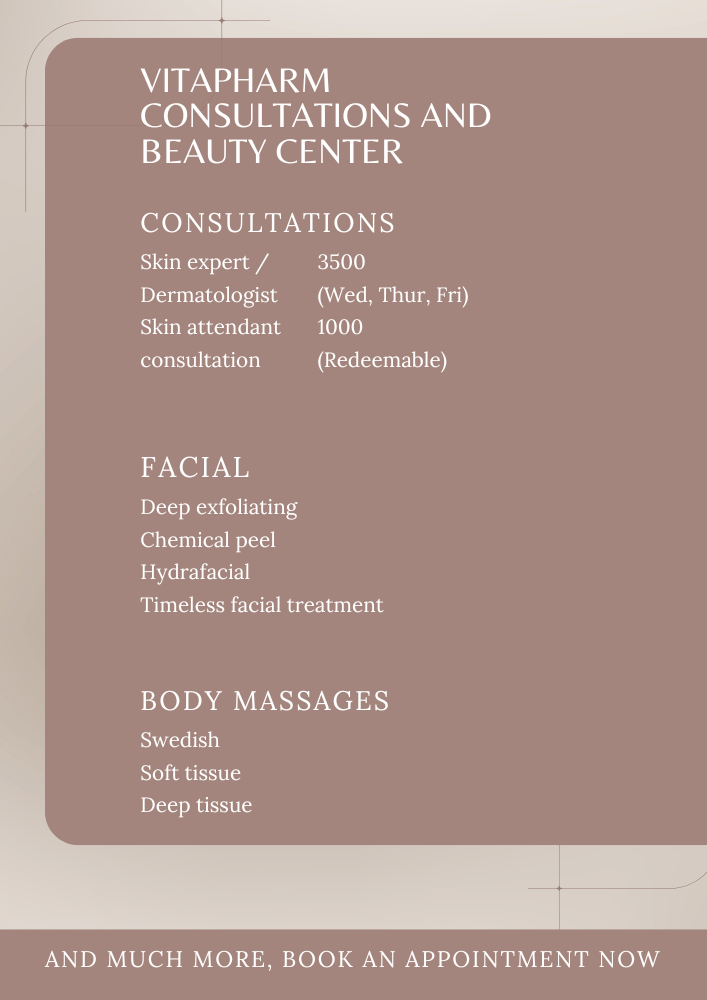 VITAPHARM
CONSULTATIONS AND
BEAUTY CENTER
CONSULTATIONS
Skin expert / 3500
Dermatologist (Wed, Thur, Fri)
Skin attendant 1000
consultation (Redeemable)
FACIAL
Deep exfoliating
Chemical peel
Hydrafacial
Timeless facial treatment
BODY MASSAGES
Swedish
Soft tissue
Deep tissue
AND MUCH MORE, BOOK AN APPOINTMENT NOW